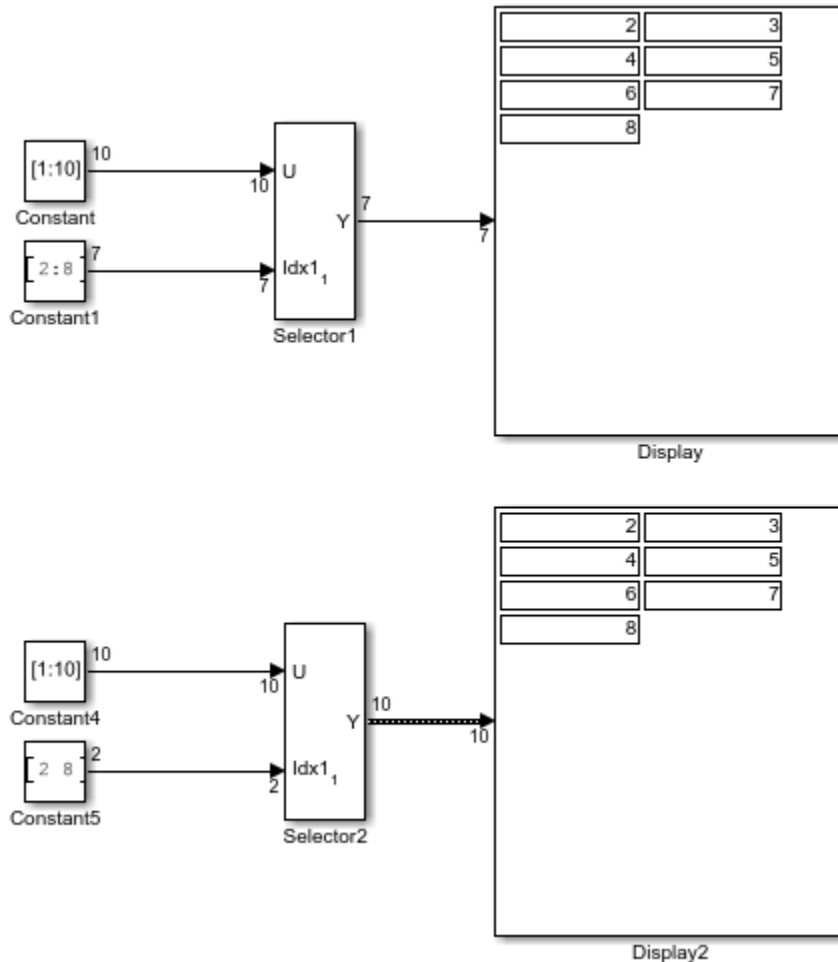 2 3
4 5
6 7
8
10
[1:10]
10
U
Constant
7
Y
7
7
[ 2:8 ]
7
Idx1 1
Constant1
Selector1
Display
2 3
4 5
6 7
8
10
[1:10]
10
U
Constant4
10
Y
10
2
[ 2 8 ]
2
Idx1 1
Constant5
Selector2
Display2